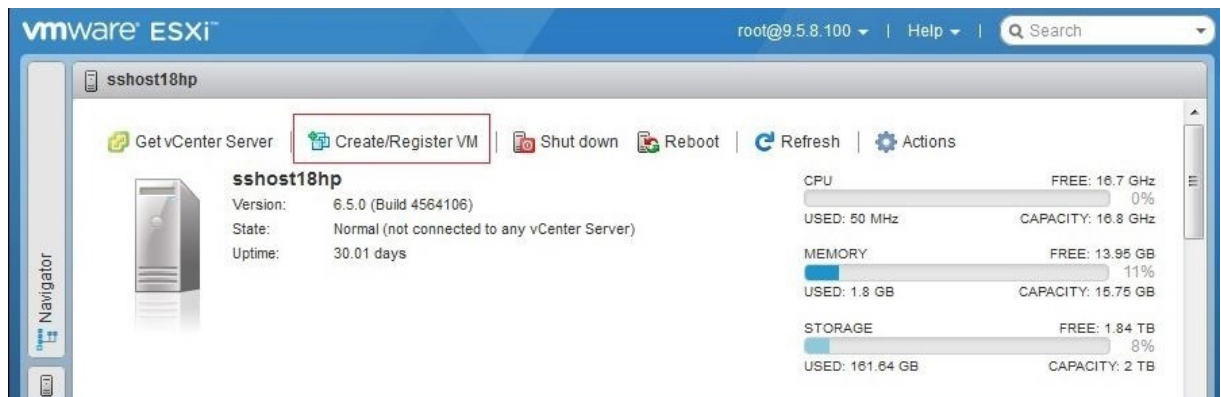 vmware ESXi™
root@9.5.8.100 | Help | Search
sshost18hp
Get vCenter Server | Create/Register VM | Shut down Reboot | Refresh | Actions
sshost18hp
Version: 6.5.0 (Build 4564106)
State: Normal (not connected to any vCenter Server)
Uptime: 30.01 days
CPU FREE: 16.7 GHz
0%
USED: 50 MHz CAPACITY: 16.8 GHz
MEMORY FREE: 13.95 GB
11%
USED: 1.8 GB CAPACITY: 15.75 GB
STORAGE FREE: 1.84 TB
8%
USED: 161.64 GB CAPACITY: 2 TB
Navigator